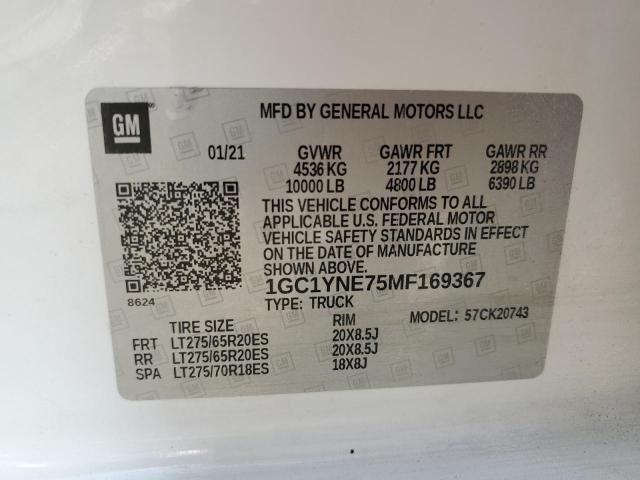 GM
MFD BY GENERAL MOTORS LLC
01/21 GVWR GAWR FRT GAWR RR
4536 KG 2177 KG 2898 KG
10000 LB 4800 LB 6390 LB
THIS VEHICLE CONFORMS TO ALL
APPLICABLE U.S. FEDERAL MOTOR
VEHICLE SAFETY STANDARDS IN EFFECT
ON THE DATE OF MANUFACTURE
SHOWN ABOVE.
1GC1YNE75MF169367
8624
TYPE: TRUCK
TIRE SIZE RIM MODEL: 57CK20743
FRT LT275/65R20ES 20X8.5J
RR LT275/65R20ES 20X8.5J
SPA LT275/70R18ES 18X8J